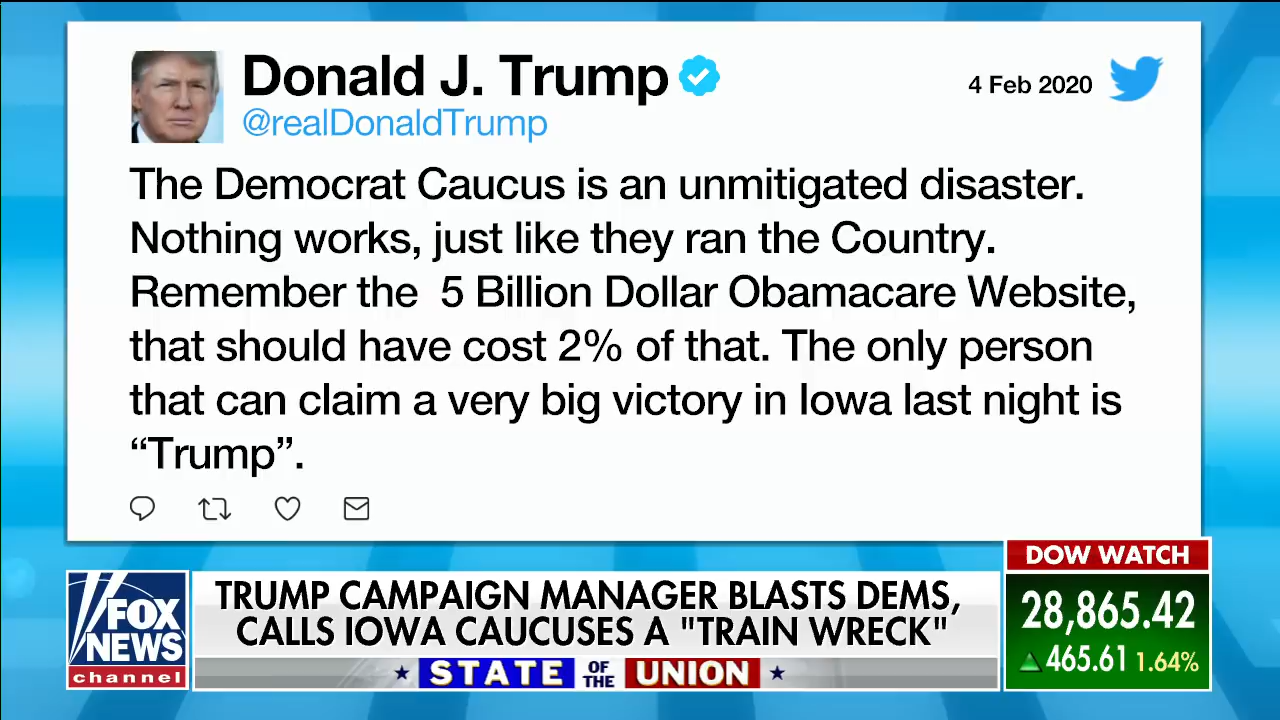 Donald J. Trump
4 Feb 2020
@realDonaldTrump
The Democrat Caucus is an unmitigated disaster.
Nothing works, just like they ran the Country.
Remember the  5 Billion Dollar Obamacare Website,
that should have cost 2% of that. The only person
that can claim a very big victory in Iowa last night is
“Trump”.
DOW WATCH
28,865.42
465.61 1.64%
FOX
NEWS
channel
TRUMP CAMPAIGN MANAGER BLASTS DEMS,
CALLS IOWA CAUCUSES A "TRAIN WRECK"
STATE OF THE UNION